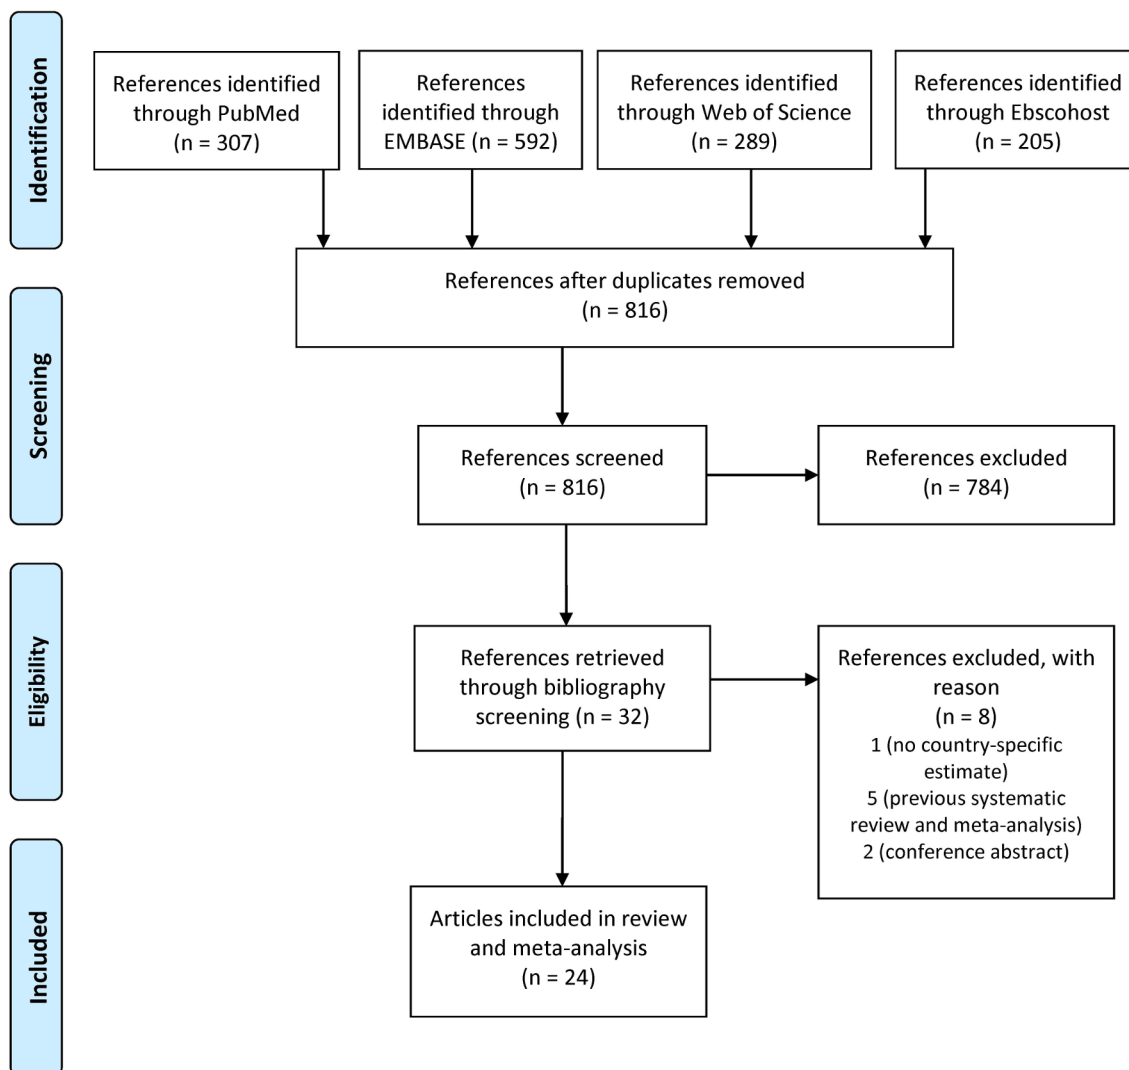 Identification
References identified
through PubMed
(n = 307)
References
identified through
EMBASE (n = 592)
References identified
through Web of Science
(n = 289)
References identified
through Ebscohost
(n = 205)
References after duplicates removed
(n = 816)
Screening
References screened
(n = 816)
References excluded
(n = 784)
Eligibility
References retrieved
through bibliography
screening (n = 32)
References excluded, with
reason
(n = 8)
1 (no country-specific
estimate)
5 (previous systematic
review and meta-analysis)
2 (conference abstract)
Included
Articles included in review
and meta-analysis
(n = 24)